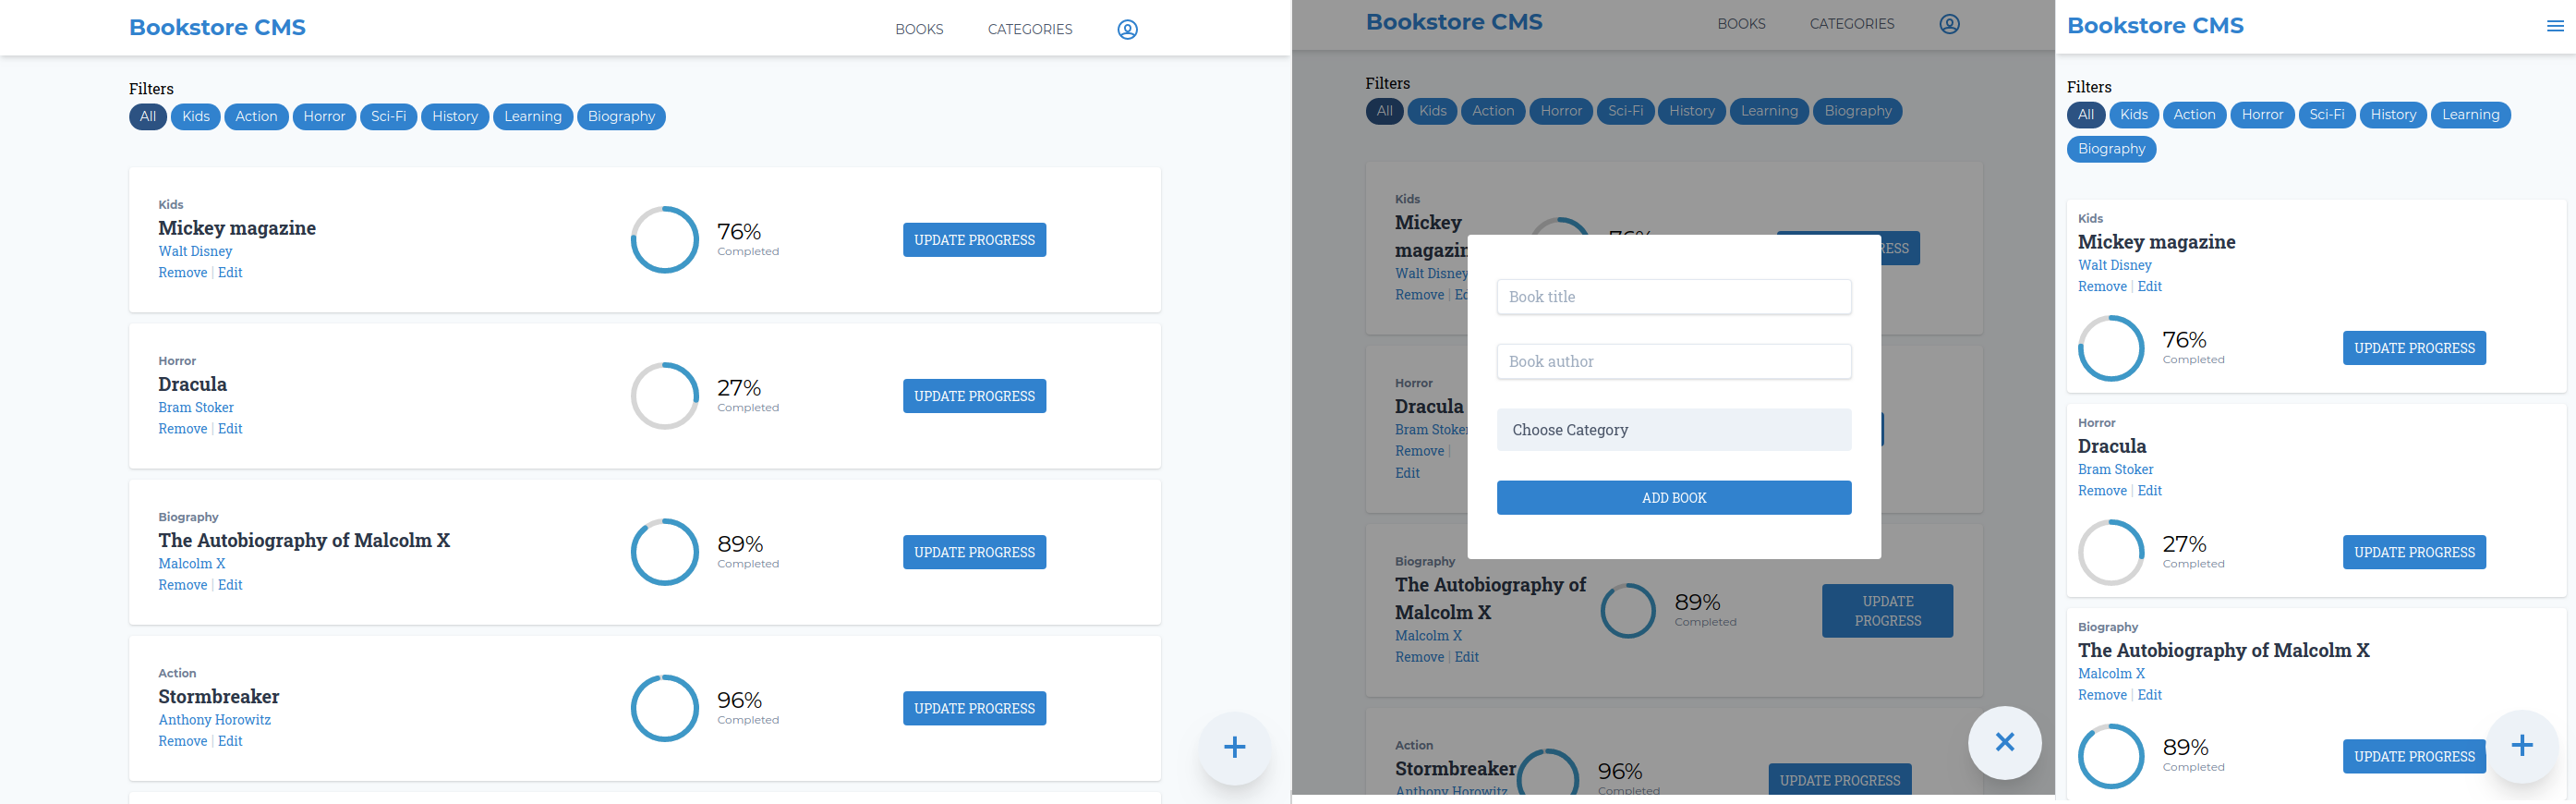 Bookstore CMS
BOOKS CATEGORIES
Filters
All Kids Action Horror Sci-Fi History Learning Biography
Kids
Mickey magazine
Walt Disney
Remove | Edit
76%
Completed
UPDATE PROGRESS
Horror
Dracula
Bram Stoker
Remove | Edit
27%
Completed
UPDATE PROGRESS
Biography
The Autobiography of Malcolm X
Malcolm X
Remove | Edit
89%
Completed
UPDATE PROGRESS
Action
Stormbreaker
Anthony Horowitz
Remove | Edit
96%
Completed
UPDATE PROGRESS
Bookstore CMS
BOOKS CATEGORIES
Filters
All Kids Action Horror Sci-Fi History Learning Biography
Kids
Mickey
magazin
Walt Disney
Remove | Ed
76%
RESS
Book title
Book author
Choose Category
ADD BOOK
Horror
Dracula
Bram Stoker
Remove |
Edit
Biography
The Autobiography of
Malcolm X
Malcolm X
Remove | Edit
89%
Completed
UPDATE
PROGRESS
Action
Stormbreaker
Anthony Horowitz
96%
Completed
UPDATE PROGRESS
Bookstore CMS
Filters
All Kids Action Horror Sci-Fi History Learning
Biography
Kids
Mickey magazine
Walt Disney
Remove | Edit
76%
Completed
UPDATE PROGRESS
Horror
Dracula
Bram Stoker
Remove | Edit
27%
Completed
UPDATE PROGRESS
Biography
The Autobiography of Malcolm X
Malcolm X
Remove | Edit
89%
Completed
UPDATE PROGRESS